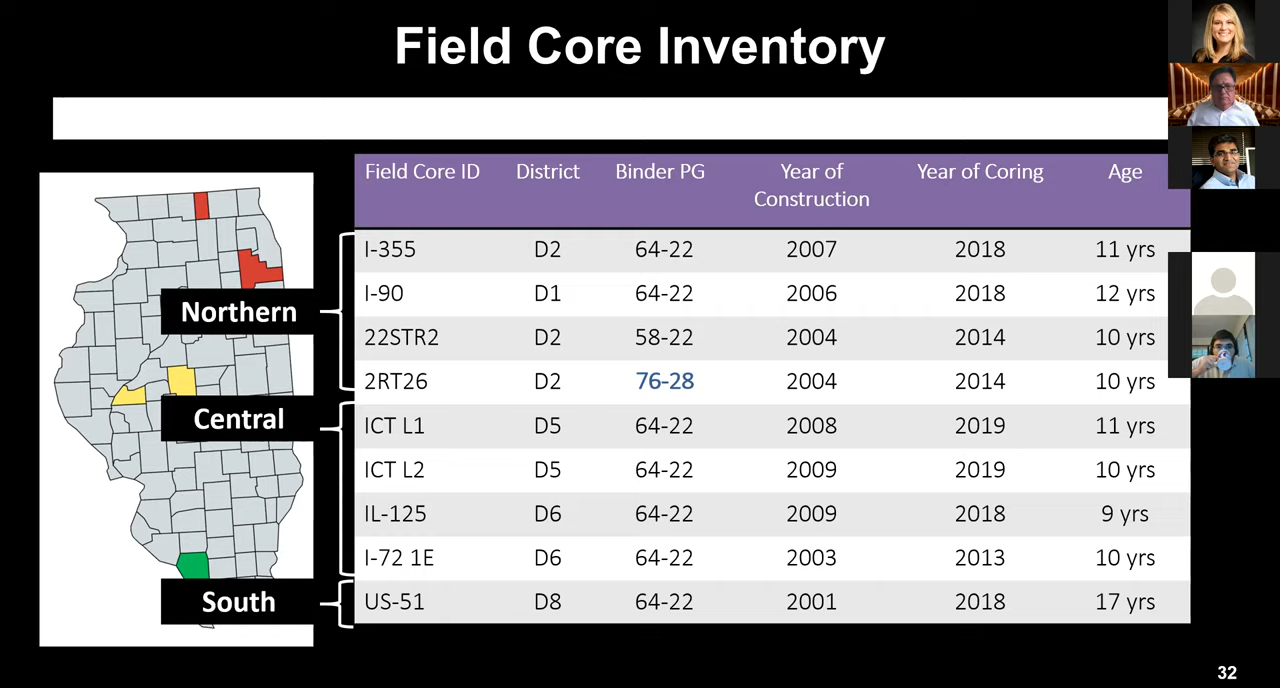 Field Core Inventory
Field Core ID District Binder PG Year of Construction Year of Coring Age
Northern
I-355 D2 64-22 2007 2018 11 yrs
I-90 D1 64-22 2006 2018 12 yrs
22STR2 D2 58-22 2004 2014 10 yrs
2RT26 D2 76-28 2004 2014 10 yrs
Central
ICT L1 D5 64-22 2008 2019 11 yrs
ICT L2 D5 64-22 2009 2019 10 yrs
IL-125 D6 64-22 2009 2018 9 yrs
I-72 1E D6 64-22 2003 2013 10 yrs
South
US-51 D8 64-22 2001 2018 17 yrs
32